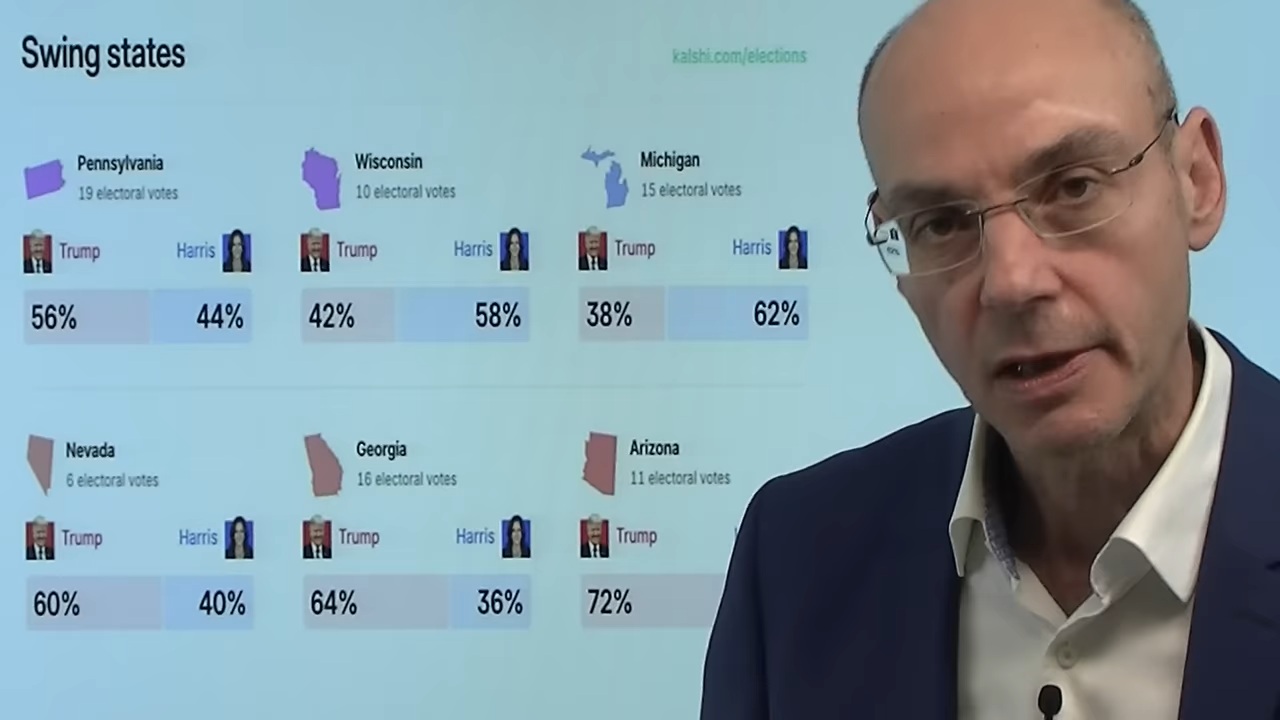 Swing states
kalshi.com/elections
Pennsylvania
19 electoral votes
Wisconsin
10 electoral votes
Michigan
15 electoral votes
Trump Harris
Trump Harris
Trump Harris
56% 44%
42% 58%
38% 62%
Nevada
6 electoral votes
Georgia
16 electoral votes
Arizona
11 electoral votes
Trump Harris
Trump Harris
Trump
60% 40%
64% 36%
72%